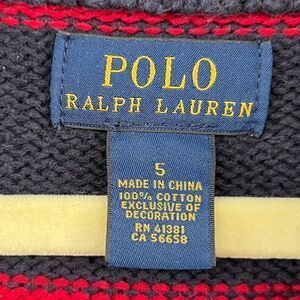 POLO
RALPH LAUREN
5
MADE IN CHINA
100% COTTON
EXCLUSIVE OF
DECORATION
RN 41381
CA 56658